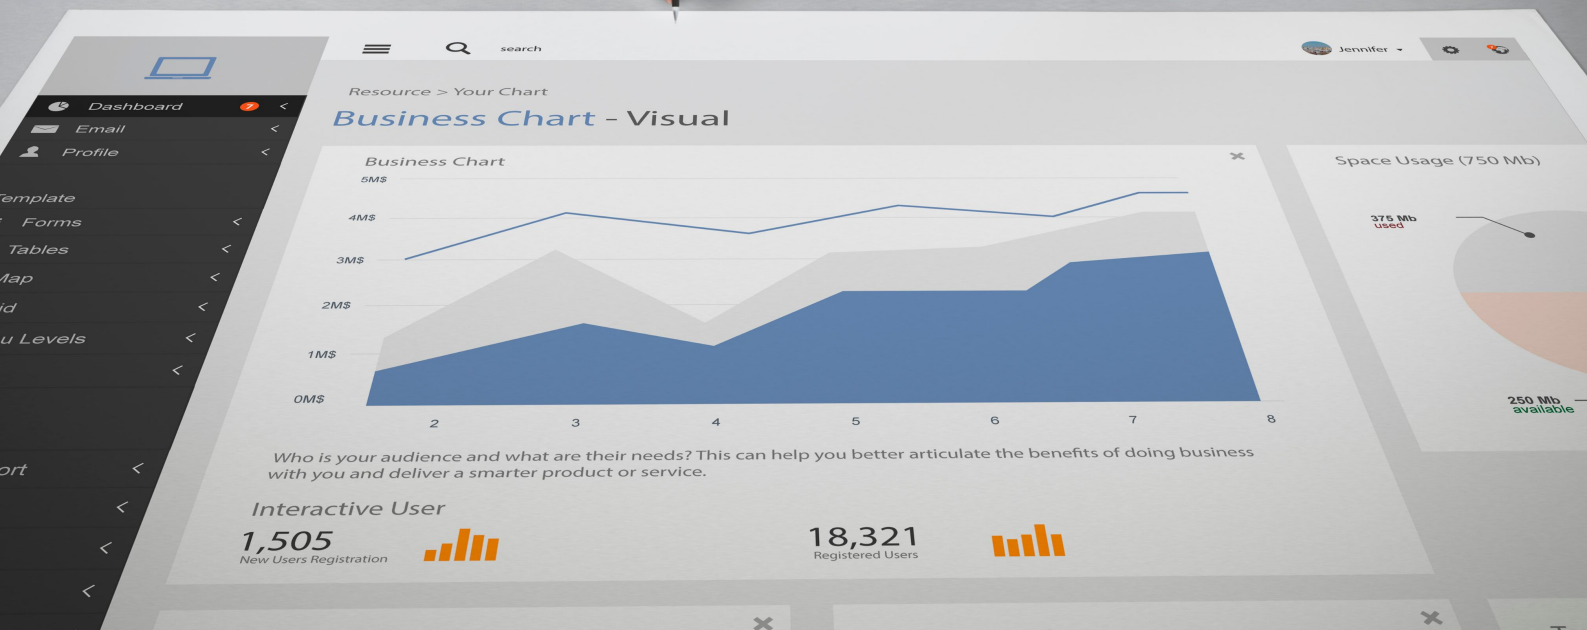 search
Jennifer
Dashboard 7
Email
Profile
Template
Forms
Tables
Map
Levels
Resource > Your Chart
Business Chart - Visual
Business Chart
5M$
4M$
3M$
2M$
1M$
0M$
2 3 4 5 6 7 8
Who is your audience and what are their needs? This can help you better articulate the benefits of doing business
with you and deliver a smarter product or service.
Interactive User
1,505
New Users Registration
18,321
Registered Users
Space Usage (750 Mb)
375 Mb
used
250 Mb
available